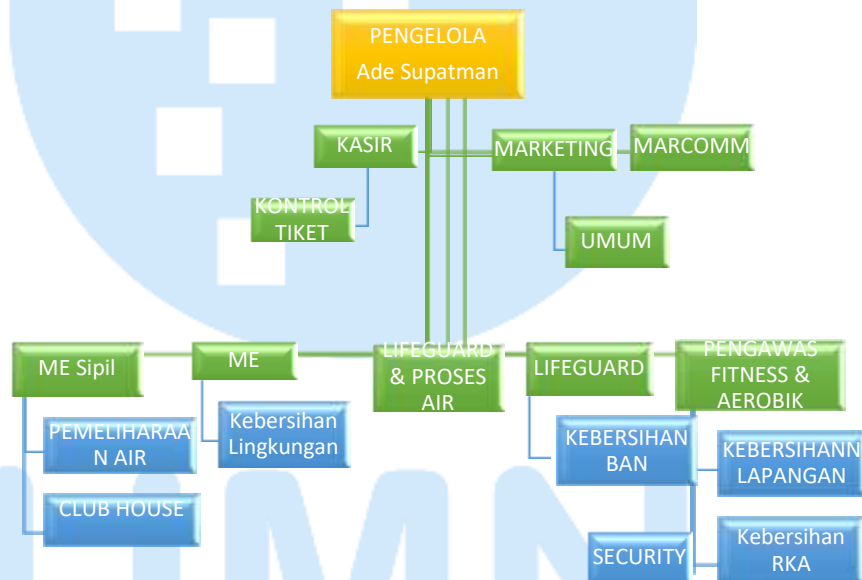 PENGELOLA
Ade Supatman
KASIR
MARKETING
MARCOMM
KONTROL
TIKET
UMUM
ME Sipil
ME
LIFEGUARD
& PROSES
AIR
LIFEGUARD
PENGAWAS
FITNESS &
AEROBIK
PEMELIHARAA
N AIR
Kebersihan
Lingkungan
KEBERSIHAN
BAN
KEBERSIHANN
LAPANGAN
CLUB HOUSE
SECURITY
Kebersihan
RKA
UMN